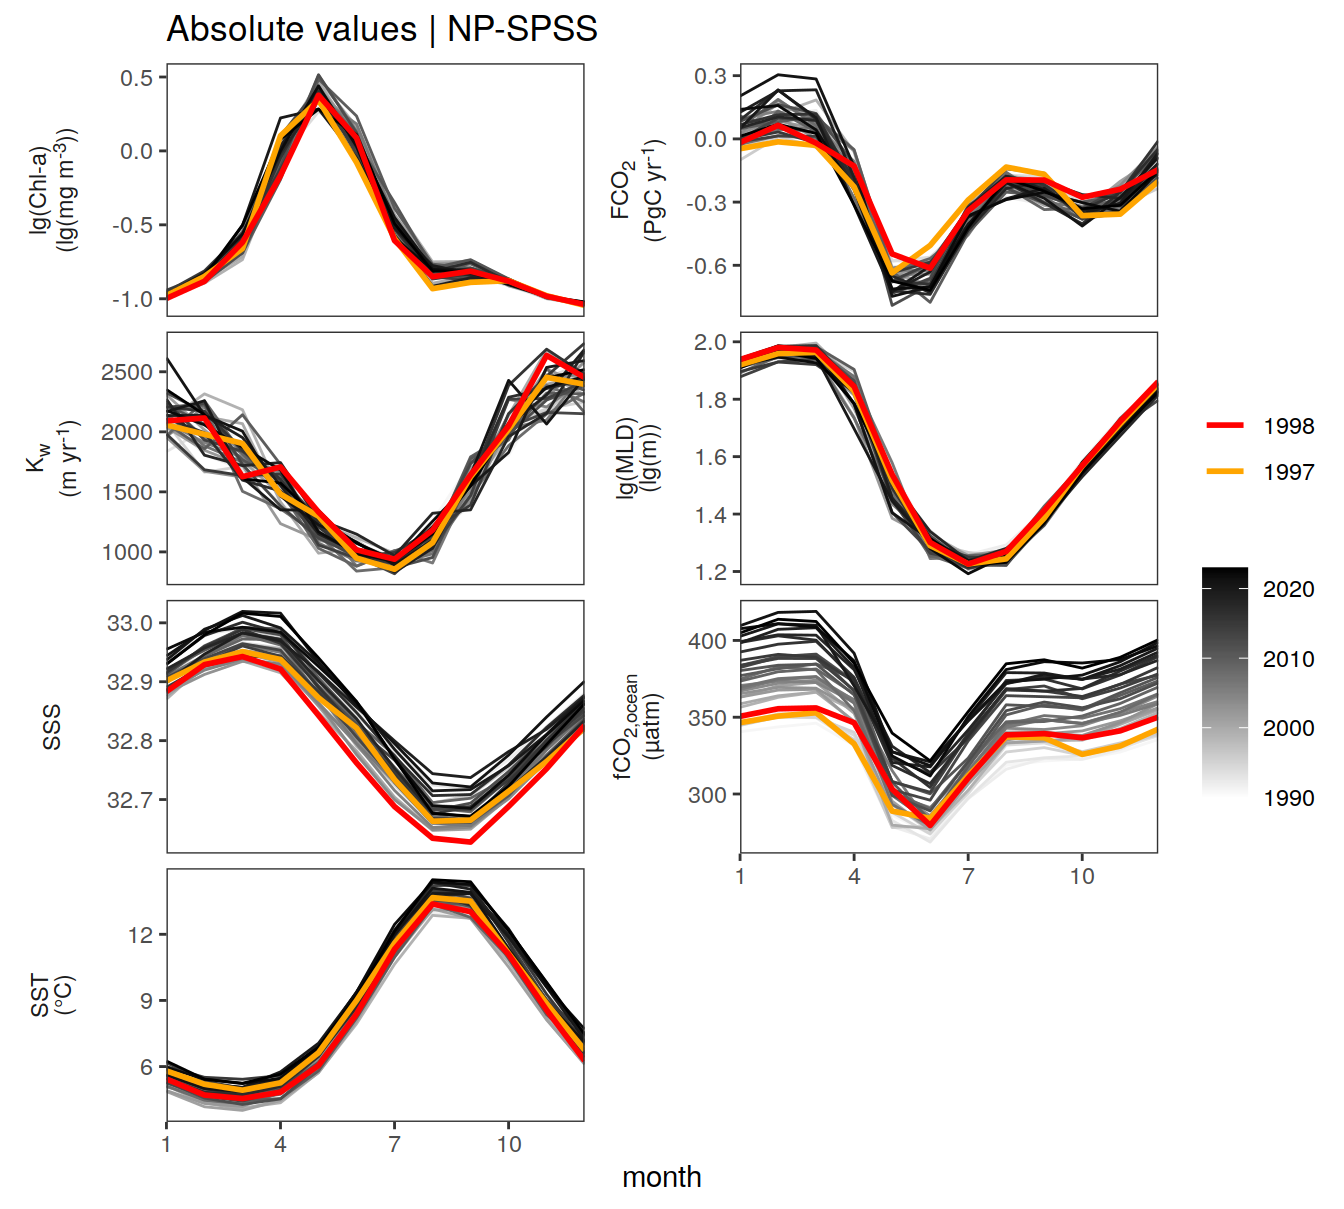 Absolute values | NP-SPSS
lg(Chl-a)
(lg(mg m-3))
0.5
0.0
-0.5
-1.0
FCO2
(PgC yr-1)
0.3
0.0
-0.3
-0.6
Kw
(m yr-1)
2500
2000
1500
1000
lg(MLD)
(lg(m))
2.0
1.8
1.6
1.4
1.2
SSS
33.0
32.9
32.8
32.7
fCO2,ocean
(µatm)
400
350
300
1 4 7 10
SST
(°C)
12
9
6
1 4 7 10
month
1998
1997
2020
2010
2000
1990